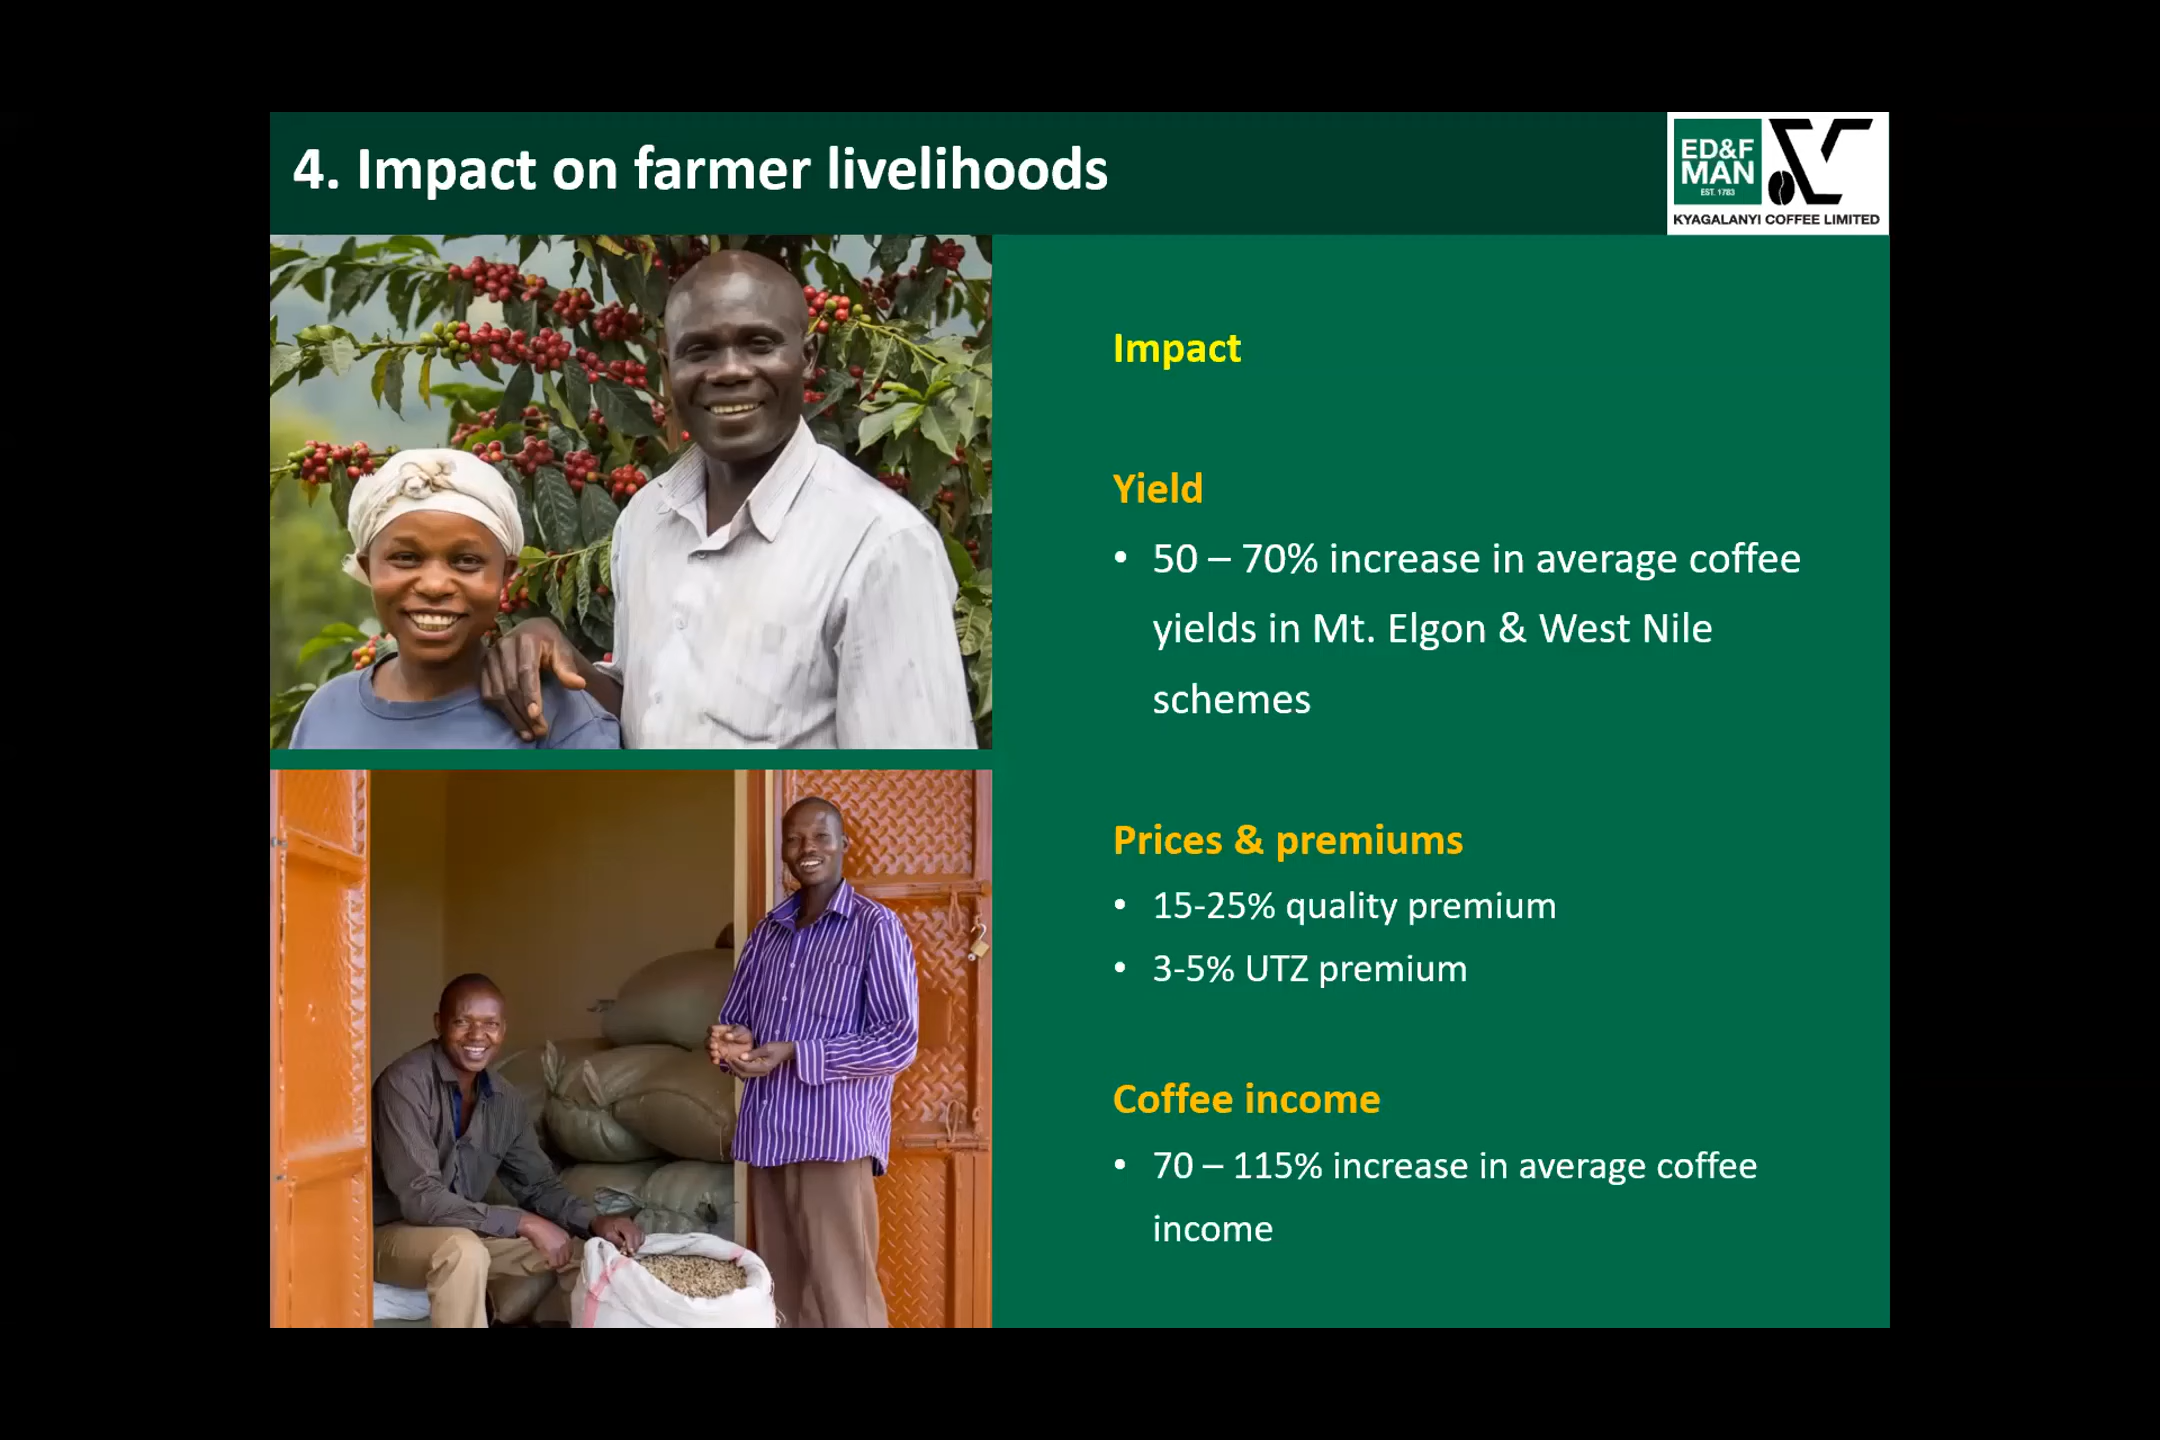 4. Impact on farmer livelihoods
ED&F
MAN
EST. 1783
KYAGALANYI COFFEE LIMITED
Impact
Yield
• 50 – 70% increase in average coffee
yields in Mt. Elgon & West Nile
schemes
Prices & premiums
• 15-25% quality premium
• 3-5% UTZ premium
Coffee income
• 70 – 115% increase in average coffee
income